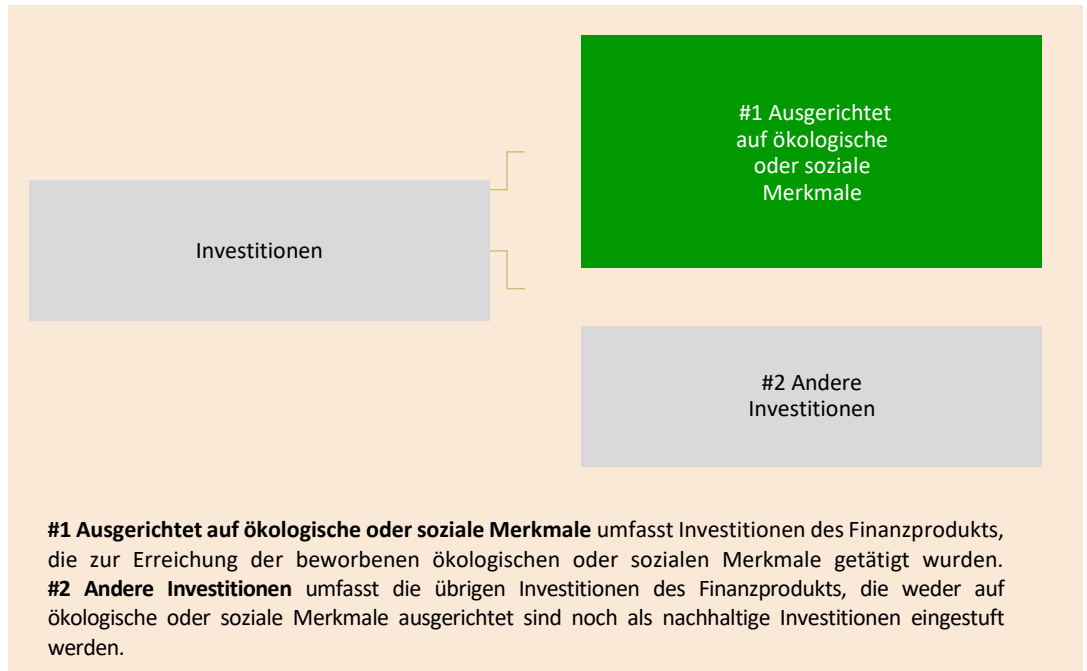 #1 Ausgerichtet
auf ökologische
oder soziale
Merkmale
Investitionen
#2 Andere
Investitionen
#1 Ausgerichtet auf ökologische oder soziale Merkmale umfasst Investitionen des Finanzprodukts,
die zur Erreichung der beworbenen ökologischen oder sozialen Merkmale getätigt wurden.
#2 Andere Investitionen umfasst die übrigen Investitionen des Finanzprodukts, die weder auf
ökologische oder soziale Merkmale ausgerichtet sind noch als nachhaltige Investitionen eingestuft
werden.